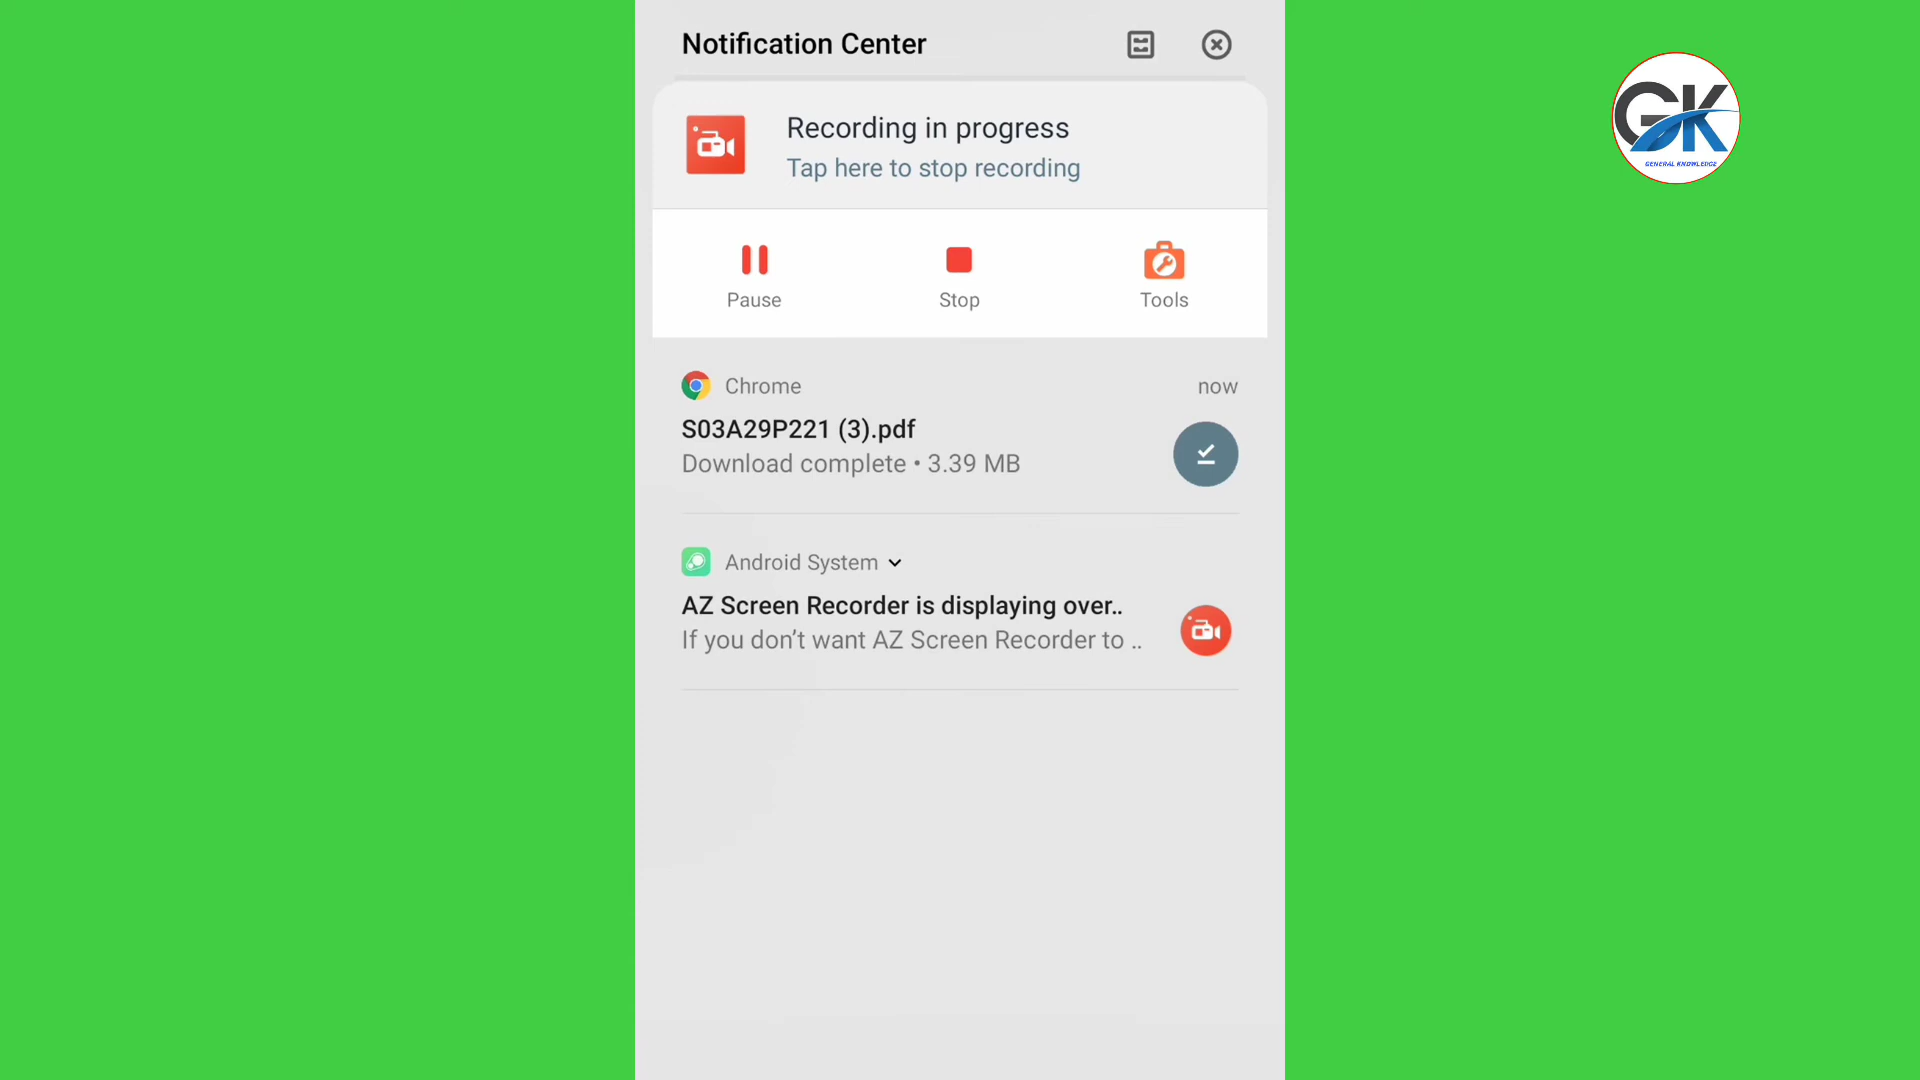 Notification Center
Recording in progress
Tap here to stop recording
Pause
Stop
Tools
Chrome
now
S03A29P221 (3).pdf
Download complete • 3.39 MB
Android System
AZ Screen Recorder is displaying over..
If you don’t want AZ Screen Recorder to ..
GK
GENERAL KNOWLEDGE